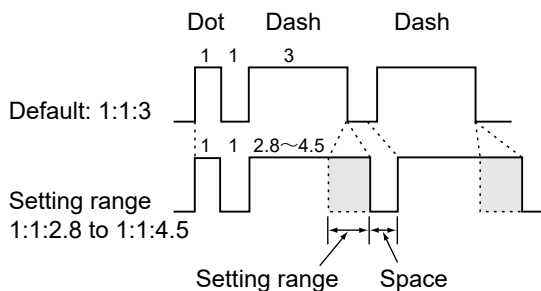 Dot Dash Dash
1 1 3
Default: 1:1:3
1 1 2.8～4.5
Setting range
1:1:2.8 to 1:1:4.5
Setting range Space